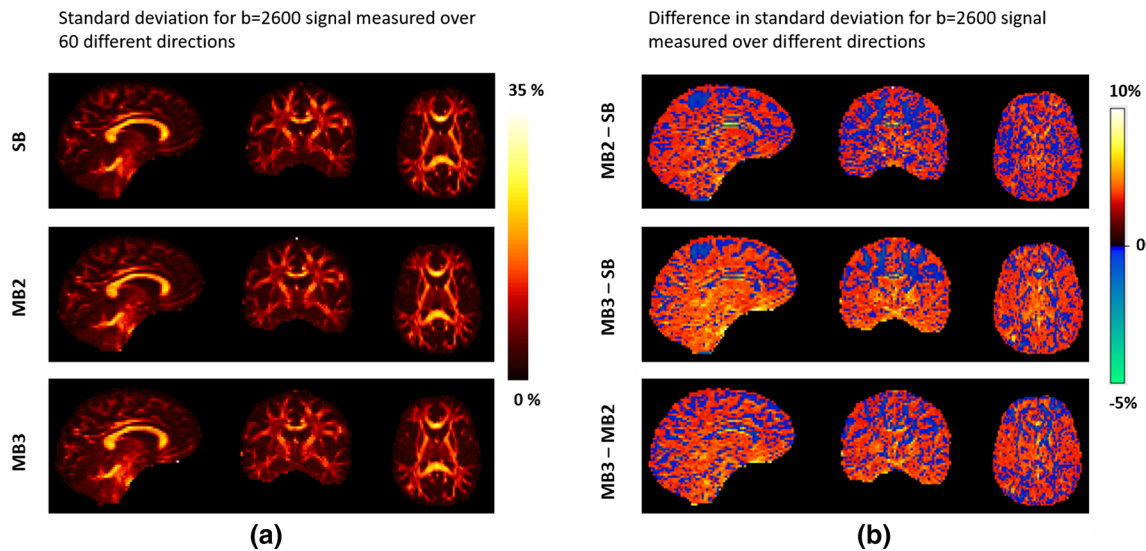 Standard deviation for b=2600 signal measured over
60 different directions
35 %
SB
MB2
MB3
0 %
(a)
Difference in standard deviation for b=2600 signal
measured over different directions
10%
MB2 – SB
0
MB3 – SB
-5%
MB3 – MB2
(b)